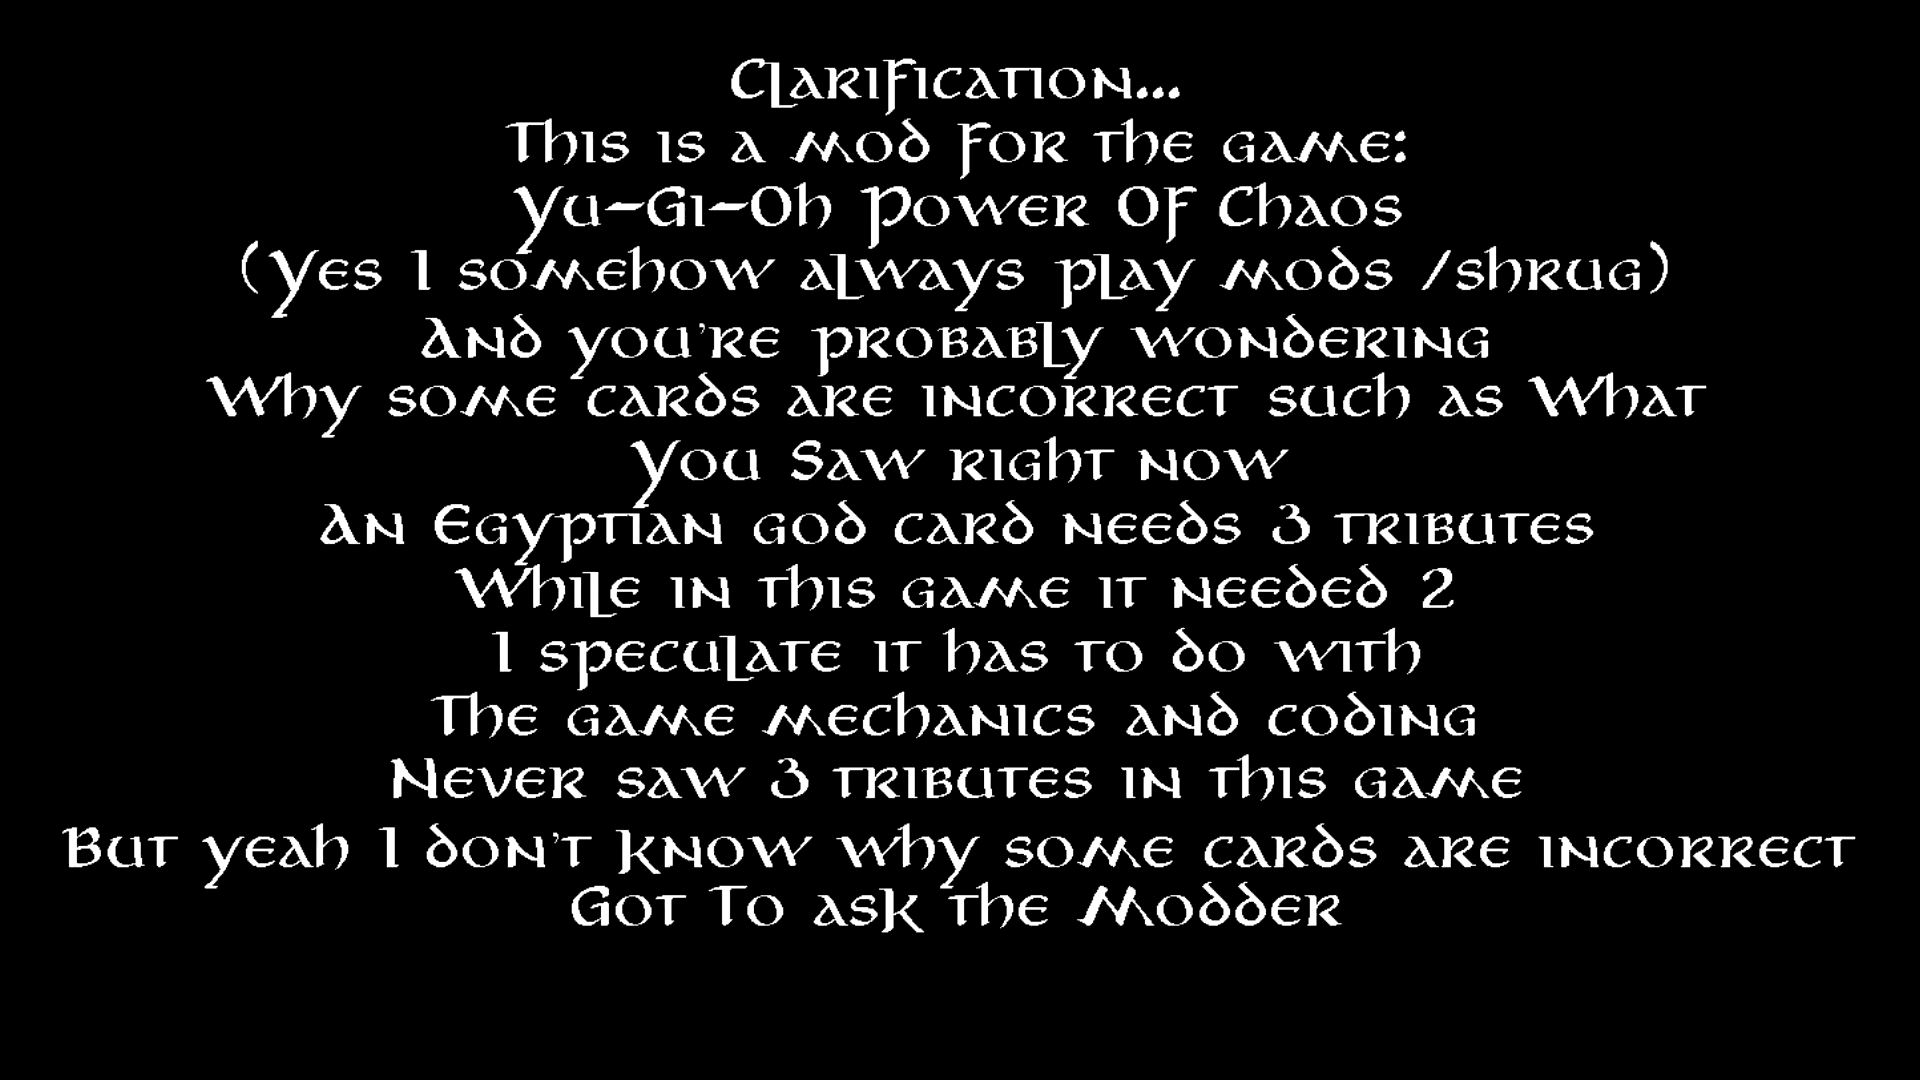 Clarification...
This is a mod for the game:
Yu-Gi-Oh Power Of Chaos
(Yes I somehow always play mods /shrug)
And you're probably wondering
Why some cards are incorrect such as What
You Saw right now
An Egyptian god card needs 3 tributes
While in this game it needed 2
I speculate it has to do with
The game mechanics and coding
Never saw 3 tributes in this game
But yeah I don't know why some cards are incorrect
Got To ask the Modder